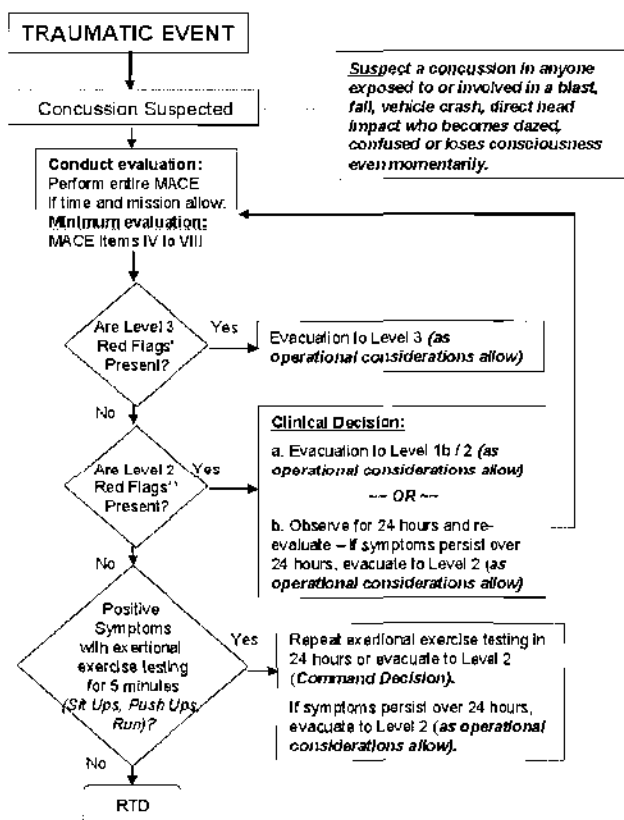 TRAUMATIC EVENT
Concussion Suspected
Suspect a concussion in anyone
exposed to or involved in a blast,
fall, vehicle crash, direct head
impact who becomes dazed,
confused or loses consciousness
even momentarily.
Conduct evaluation:
Perform entire MACE
If time and mission allow.
Minimum evaluation:
MACE Items IV to VIII
Are Level 3
Red Flags'
Present?
Yes
Evacuation to Level 3 (as
operational considerations allow)
No
Are Level 2
Red Flags''
Present?
Yes
Clinical Decision:
a. Evacuation to Level 1b / 2 (as
operational considerations allow)
~~ OR ~~
b. Observe for 24 hours and re-
evaluate – If symptoms persist over
24 hours, evacuate to Level 2 (as
operational considerations allow)
No
Positive
Symptoms
with exertional
exercise testing
for 5 minutes
(Sit Ups, Push Ups,
Run)?
Yes
Repeat exertional exercise testing in
24 hours or evacuate to Level 2
(Command Decision).
If symptoms persist over 24 hours,
evacuate to Level 2 (as operational
considerations allow).
No
RTD